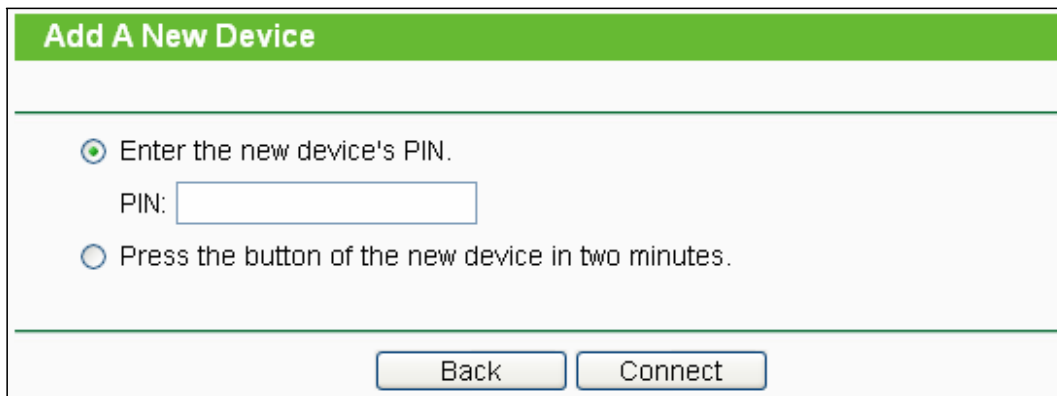 Add A New Device
Enter the new device's PIN.
PIN:
Press the button of the new device in two minutes.
Back Connect